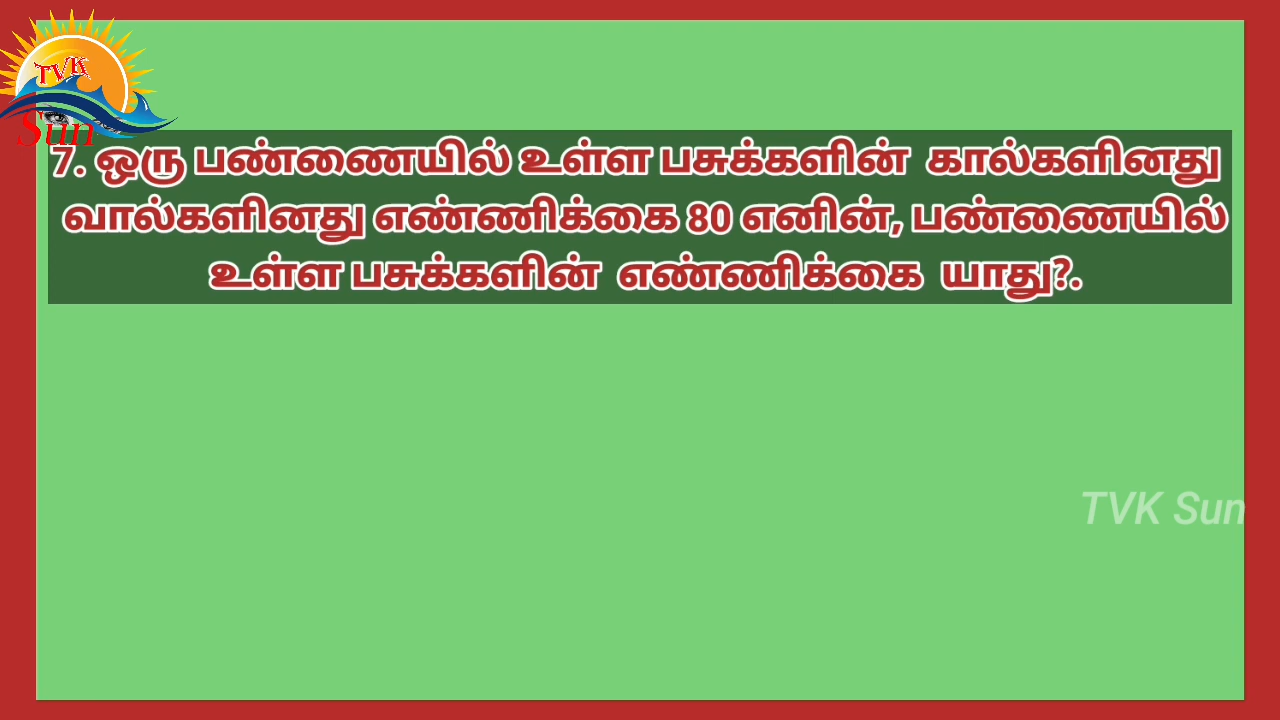 TVK
Sun
7. ஒரு பண்ணையில் உள்ள பசுக்களின் கால்களினது
வால்களினது எண்ணிக்கை 80 எனின், பண்ணையில்
உள்ள பசுக்களின் எண்ணிக்கை யாது?.
TVK Sun